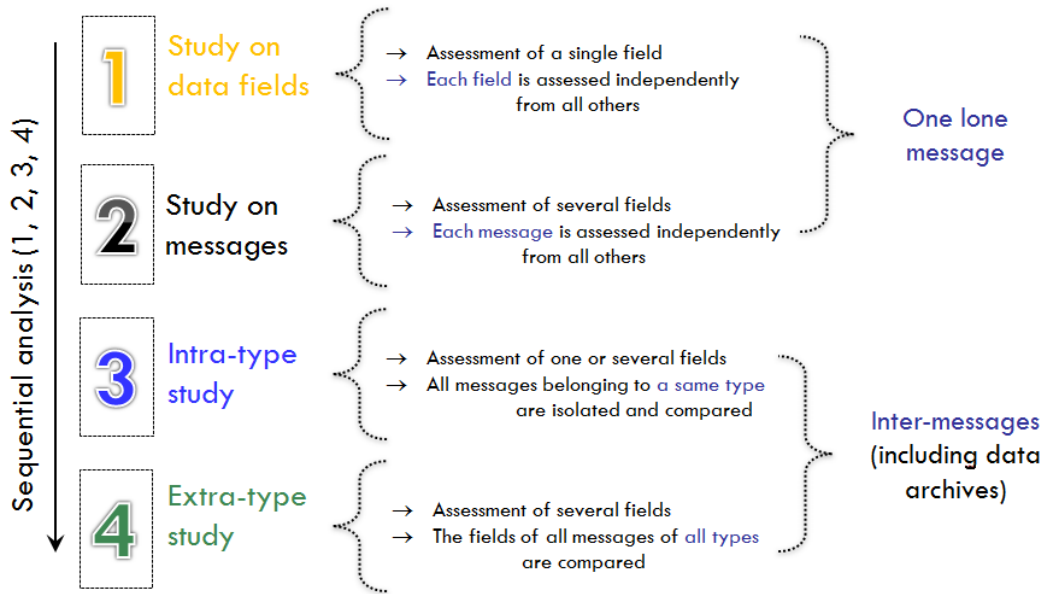 Sequential analysis (1, 2, 3, 4)
1
Study on
data fields
→ Assessment of a single field
→ Each field is assessed independently
from all others
2
Study on
messages
→ Assessment of several fields
→ Each message is assessed independently
from all others
One lone
message
3
Intra-type
study
→ Assessment of one or several fields
→ All messages belonging to a same type
are isolated and compared
4
Extra-type
study
→ Assessment of several fields
→ The fields of all messages of all types
are compared
Inter-messages
(including data
archives)